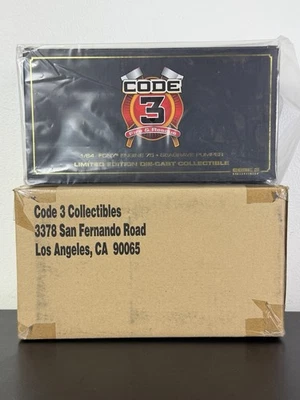 CODE
3
Fire & Rescue
LIMITED EDITION DIE-CAST COLLECTIBLE
Code 3 Collectibles
3378 San Fernando Road
Los Angeles, CA 90065